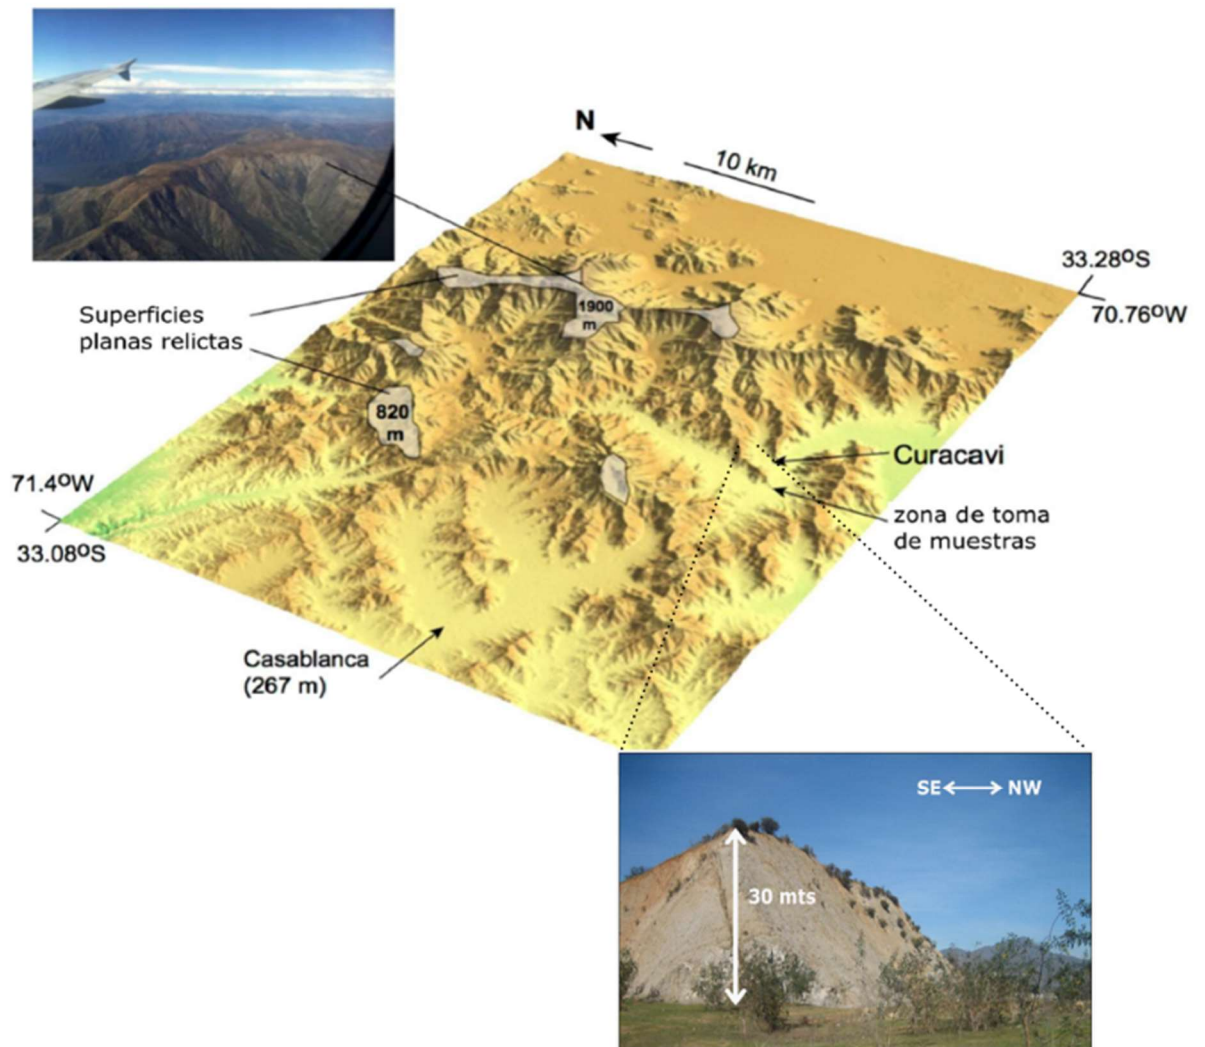 N
10 km
33.28ºS
70.76ºW
Superficies
planas relictas
1900
m
820
m
71.4ºW
33.08ºS
Curacavi
zona de toma
de muestras
Casablanca
(267 m)
SE NW
30 mts